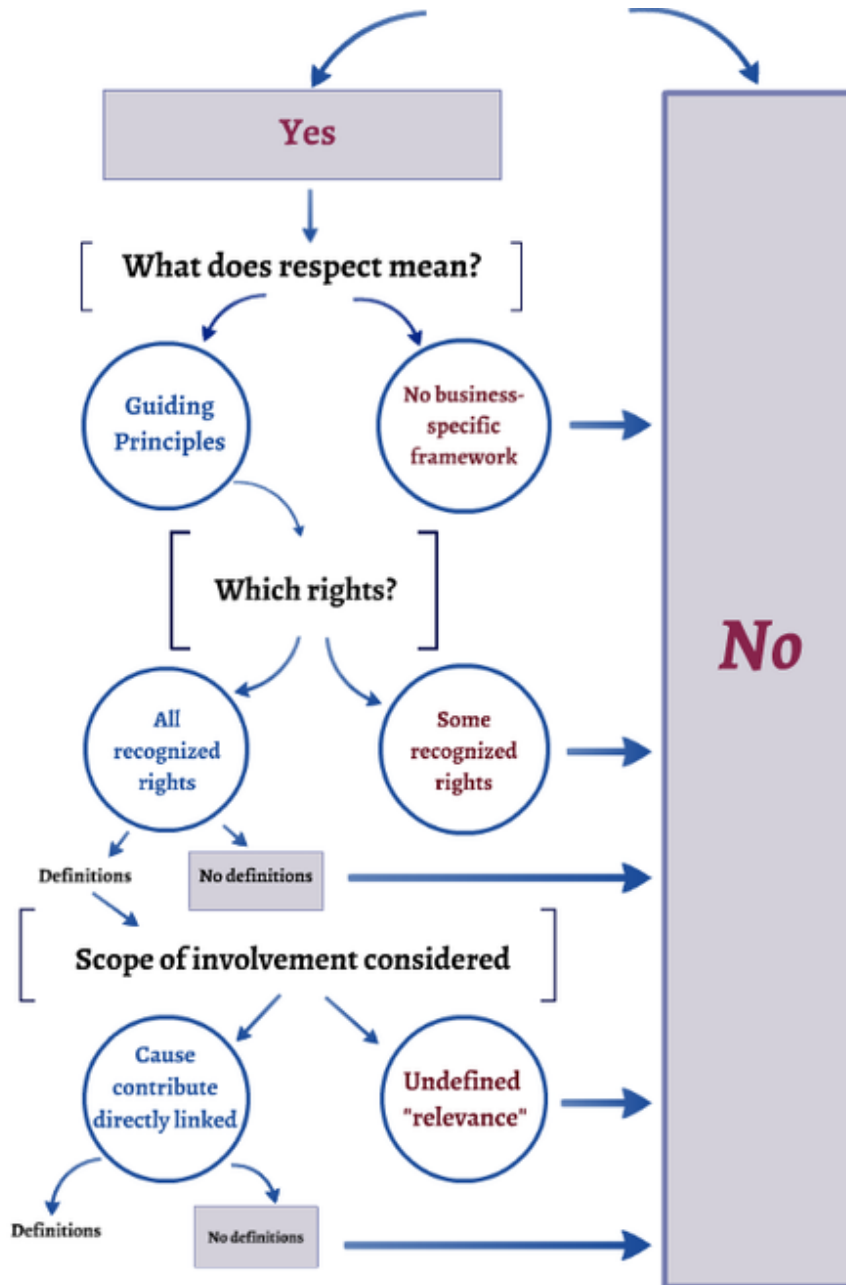 Yes
What does respect mean?
Guiding
Principles
No business-
specific
framework
Which rights?
No
All
recognized
rights
Some
recognized
rights
Definitions
No definitions
Scope of involvement considered
Cause
contribute
directly linked
Undefined
"relevance"
Definitions
No definitions